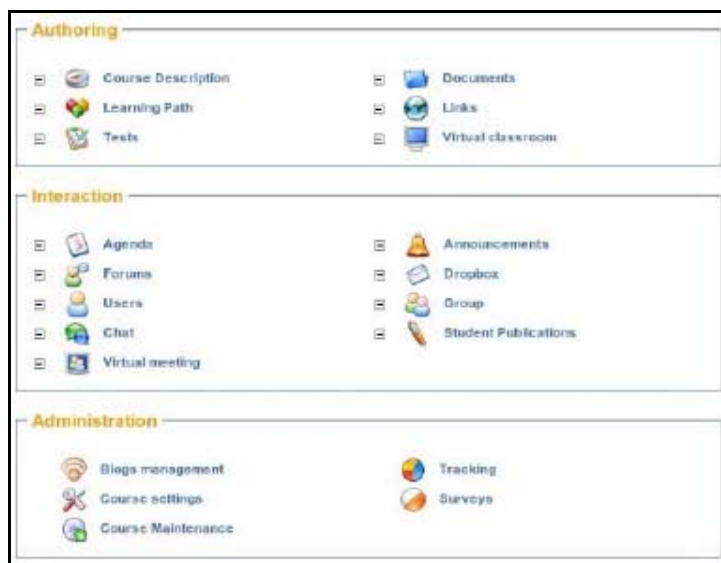 Authoring
Course Description Documents
Learning Path Links
Tests Virtual classroom
Interaction
Agenda Announcements
Forums Dropbox
Users Group
Chat Student Publications
Virtual meeting
Administration
Blogs management Tracking
Course settings Surveys
Course Maintenance